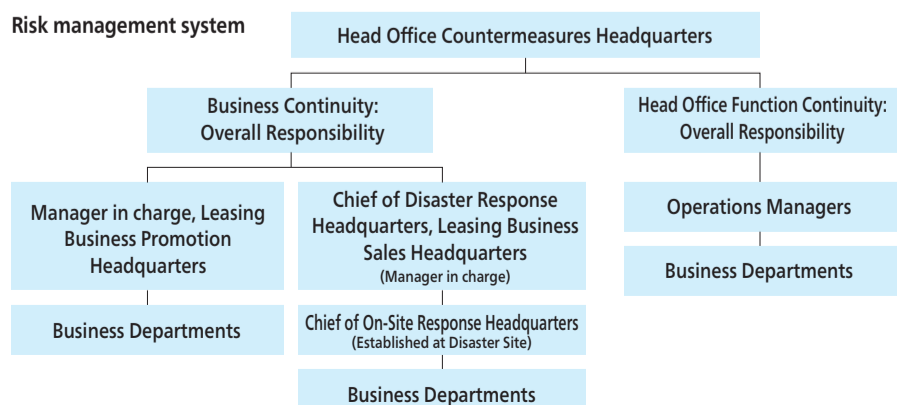 Risk management system
Head Office Countermeasures Headquarters
Business Continuity:
Overall Responsibility
Head Office Function Continuity:
Overall Responsibility
Manager in charge, Leasing
Business Promotion
Headquarters
Chief of Disaster Response
Headquarters, Leasing Business
Sales Headquarters
(Manager in charge)
Operations Managers
Business Departments
Business Departments
Chief of On-Site Response Headquarters
(Established at Disaster Site)
Business Departments